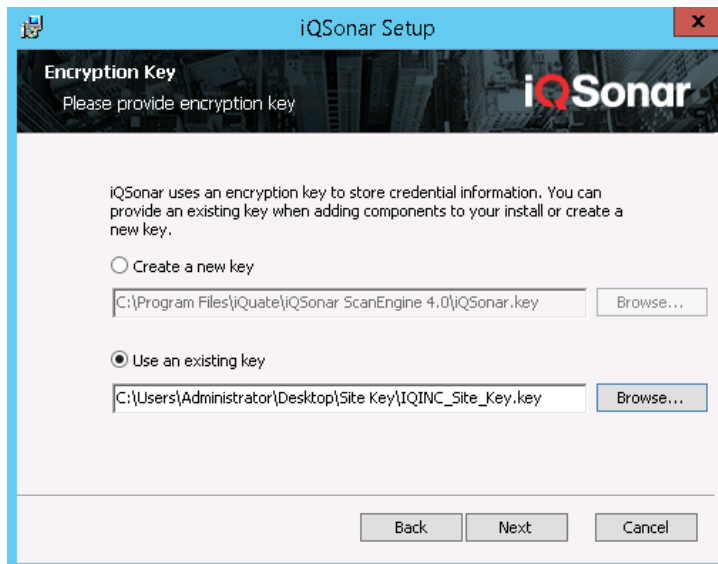 iQSonar Setup
x
Encryption Key
Please provide encryption key
iQSonar
iQSonar uses an encryption key to store credential information. You can
provide an existing key when adding components to your install or create a
new key.
Create a new key
C:\Program Files\iQuate\iQSonar ScanEngine 4.0\iQSonar.key
Browse...
Use an existing key
C:\Users\Administrator\Desktop\Site Key\IQINC_Site_Key.key
Browse...
Back
Next
Cancel